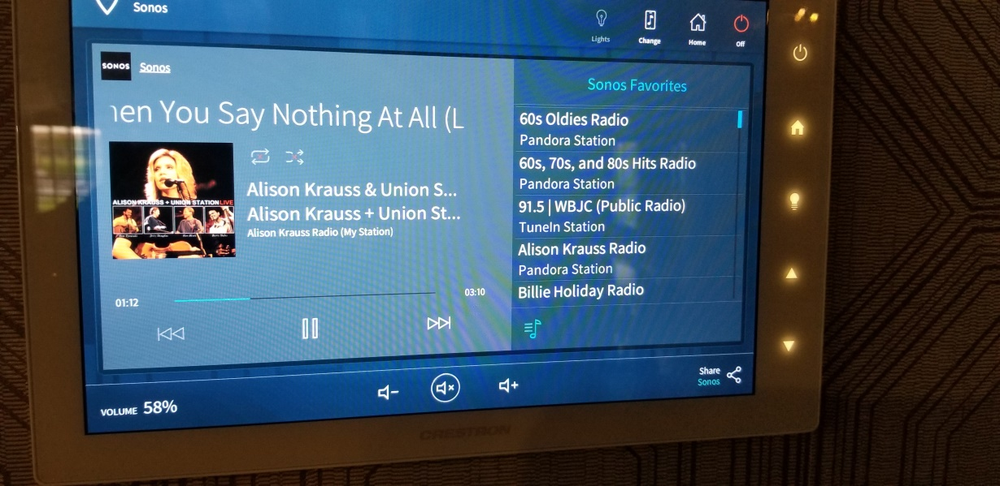 Sonos
Lights
Change
Home
Off
SONOS
Sonos
hen You Say Nothing At All (L
ALISON KRAUSS + UNION STATION LIVE
Alison Krauss & Union S...
Alison Krauss + Union St...
Alison Krauss Radio (My Station)
01:12
03:10
Sonos Favorites
60s Oldies Radio
Pandora Station
60s, 70s, and 80s Hits Radio
Pandora Station
91.5 | WBJC (Public Radio)
TuneIn Station
Alison Krauss Radio
Pandora Station
Billie Holiday Radio
VOLUME 58%
Share
Sonos
CRESTRON